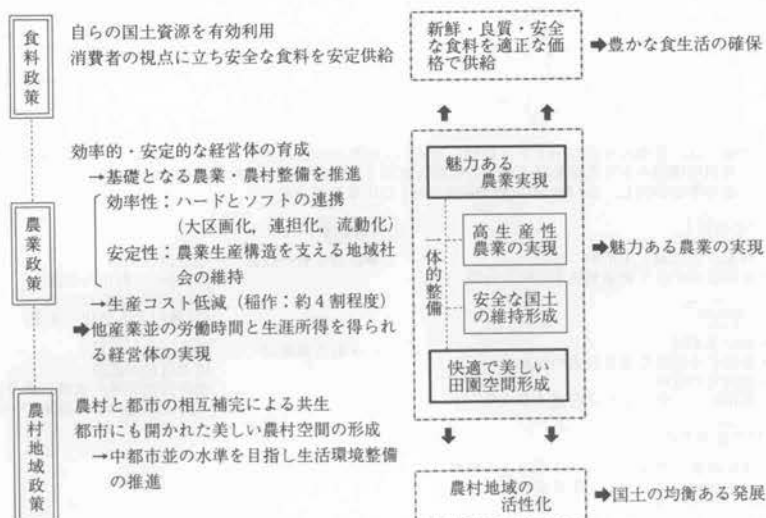 食料政策
自らの国土資源を有効利用
消費者の視点に立ち安全な食料を安定供給
新鮮・良質・安全
な食料を適正な価
格で供給
➡豊かな食生活の確保
農業政策
効率的・安定的な経営体の育成
→基礎となる農業・農村整備を推進
効率性：ハードとソフトの連携
（大区画化，連担化，流動化）
安定性：農業生産構造を支える地域社
会の維持
→生産コスト低減（稲作：約４割程度）
➡他産業並の労働時間と生涯所得を得られ
る経営体の実現
一体的整備
魅力ある
農業実現
高生産性
農業の実現
安全な国土
の維持形成
快適で美しい
田園空間形成
➡魅力ある農業の実現
農村地域政策
農村と都市の相互補完による共生
都市にも開かれた美しい農村空間の形成
→中都市並の水準を目指し生活環境整備
の推進
農村地域の
活性化
➡国土の均衡ある発展